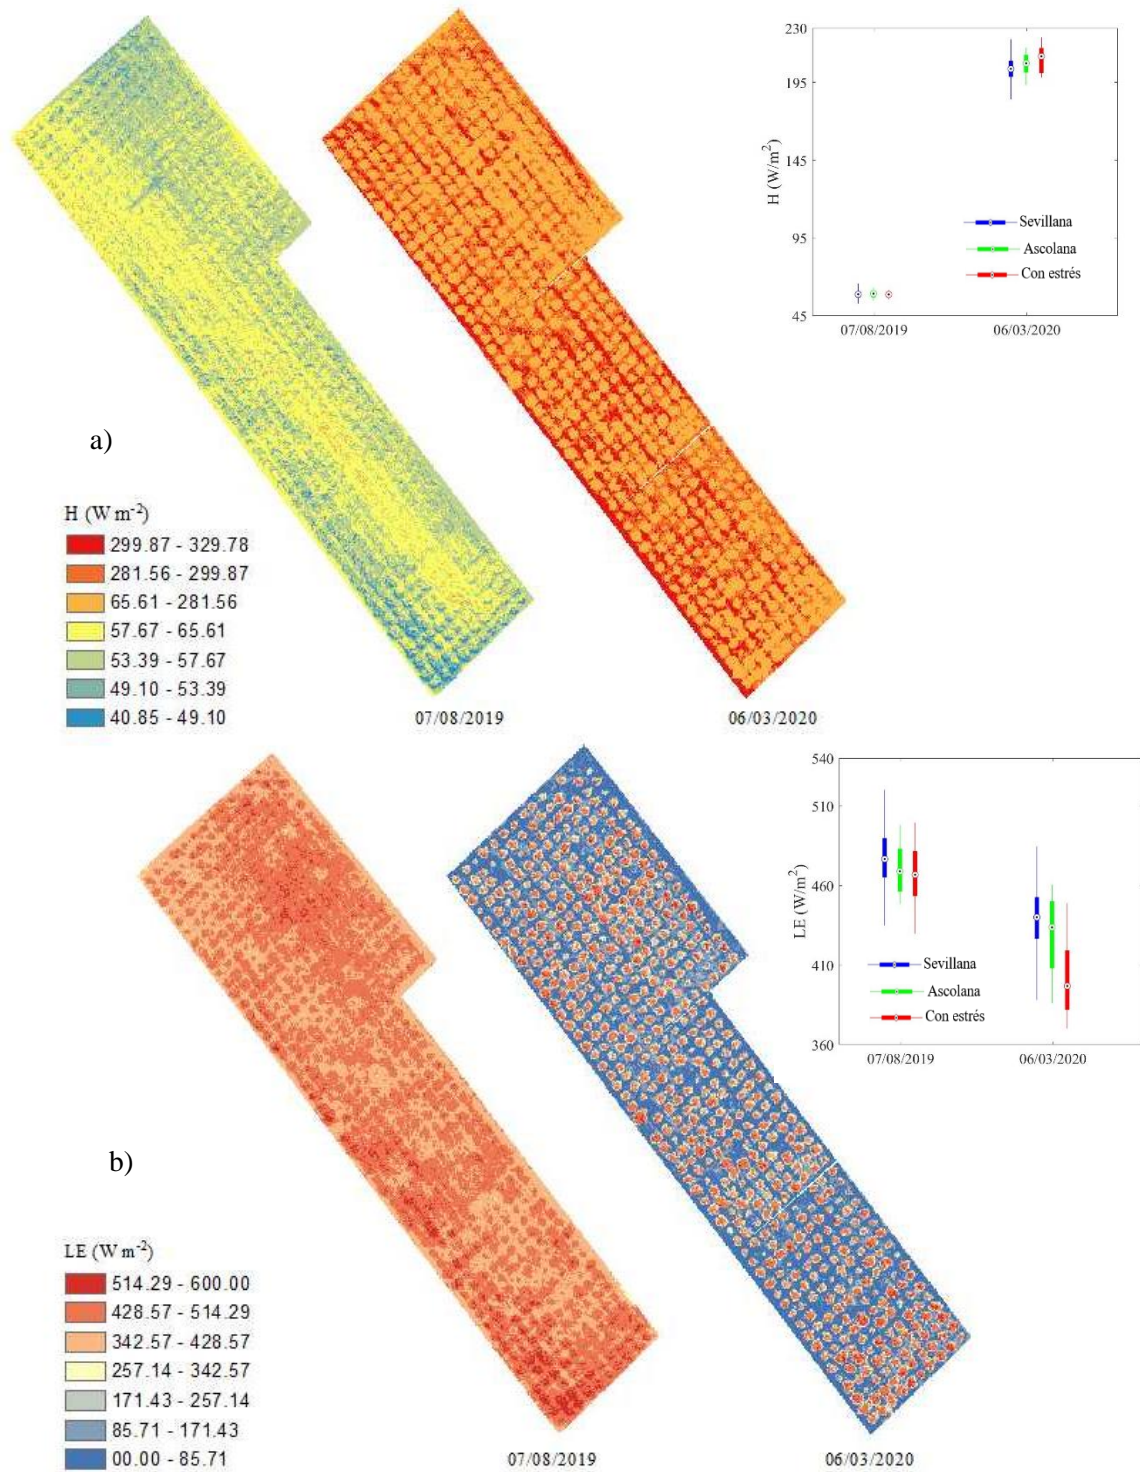 230
195
145
95
45
H (W/m²)
Sevillana
Ascolana
Con estrés
07/08/2019
06/03/2020
a)
H (W m⁻²)
299.87 - 329.78
281.56 - 299.87
65.61 - 281.56
57.67 - 65.61
53.39 - 57.67
49.10 - 53.39
40.85 - 49.10
07/08/2019
06/03/2020
540
510
460
410
360
LE (W/m²)
Sevillana
Ascolana
Con estrés
07/08/2019
06/03/2020
b)
LE (W m⁻²)
514.29 - 600.00
428.57 - 514.29
342.57 - 428.57
257.14 - 342.57
171.43 - 257.14
85.71 - 171.43
00.00 - 85.71
07/08/2019
06/03/2020